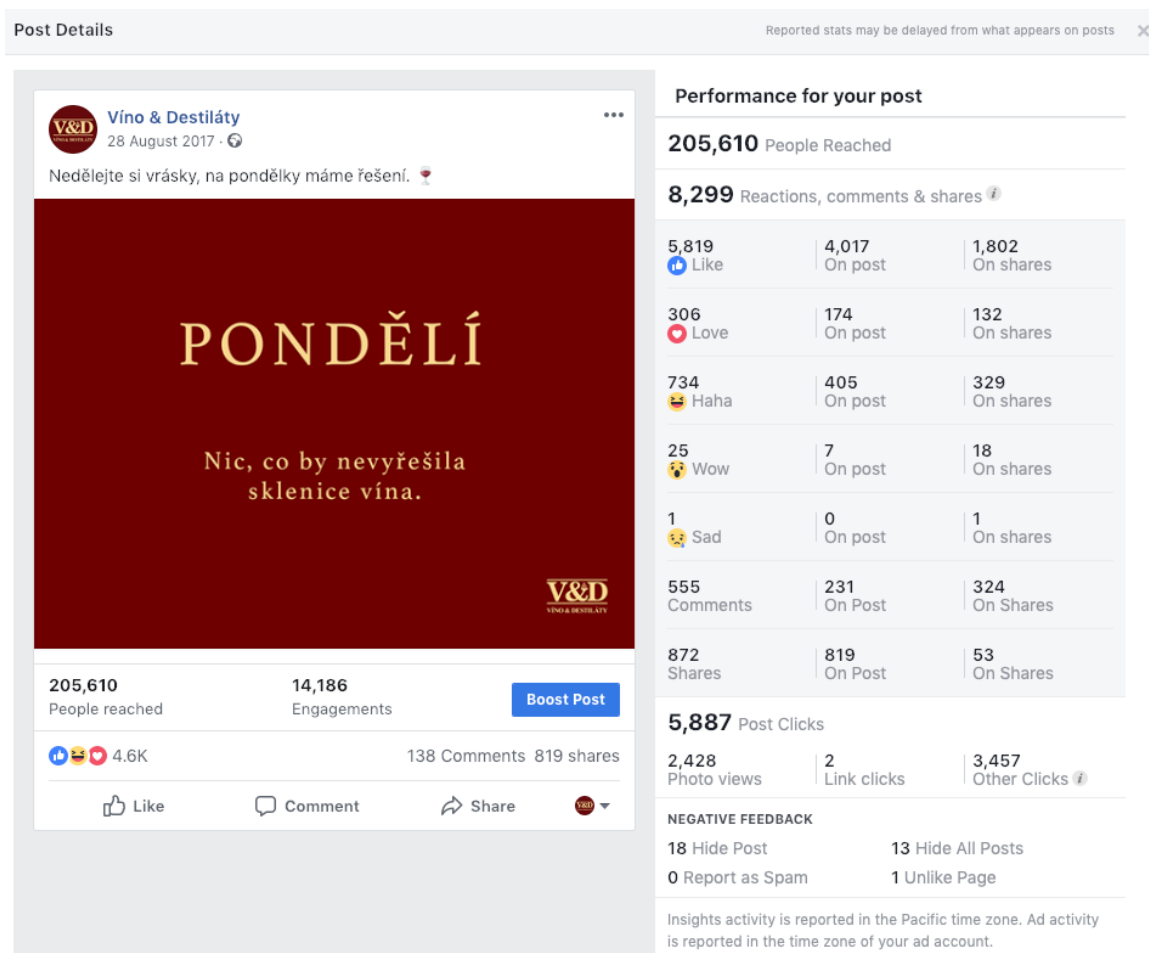 Post Details
Reported stats may be delayed from what appears on posts
V&D
VÍNO & DESTILÁTY
Víno & Destiláty
28 August 2017 ·
Nedělejte si vrásky, na pondělky máme řešení. 🍷
PONDĚLÍ
Nic, co by nevyřešila
sklenice vína.
V&D
VÍNO & DESTILÁTY
205,610
People reached
14,186
Engagements
Boost Post
4.6K
138 Comments 819 shares
Like
Comment
Share
V&D
Performance for your post
205,610 People Reached
8,299 Reactions, comments & shares i
5,819
Like
4,017
On post
1,802
On shares
306
Love
174
On post
132
On shares
734
Haha
405
On post
329
On shares
25
Wow
7
On post
18
On shares
1
Sad
0
On post
1
On shares
555
Comments
231
On Post
324
On Shares
872
Shares
819
On Post
53
On Shares
5,887 Post Clicks
2,428
Photo views
2
Link clicks
3,457
Other Clicks i
NEGATIVE FEEDBACK
18 Hide Post
13 Hide All Posts
0 Report as Spam
1 Unlike Page
Insights activity is reported in the Pacific time zone. Ad activity
is reported in the time zone of your ad account.